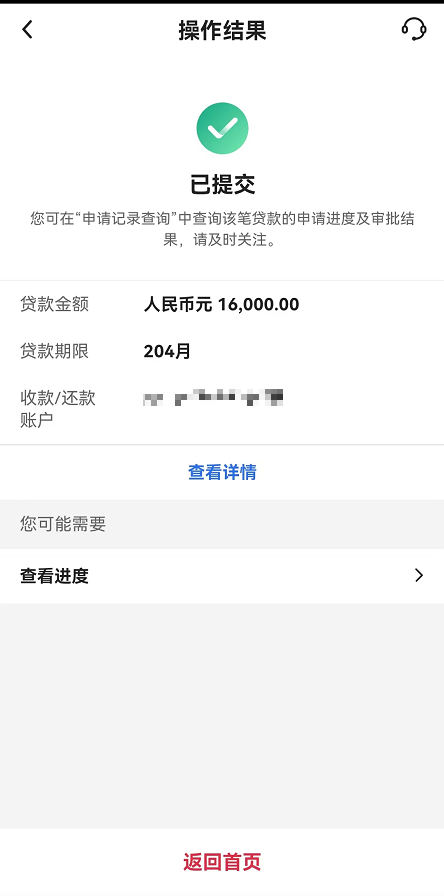 操作结果
已提交
您可在“申请记录查询”中查询该笔贷款的申请进度及审批结
果，请及时关注。
贷款金额 人民币元 16,000.00
贷款期限 204月
收款/还款
账户
查看详情
您可能需要
查看进度
返回首页